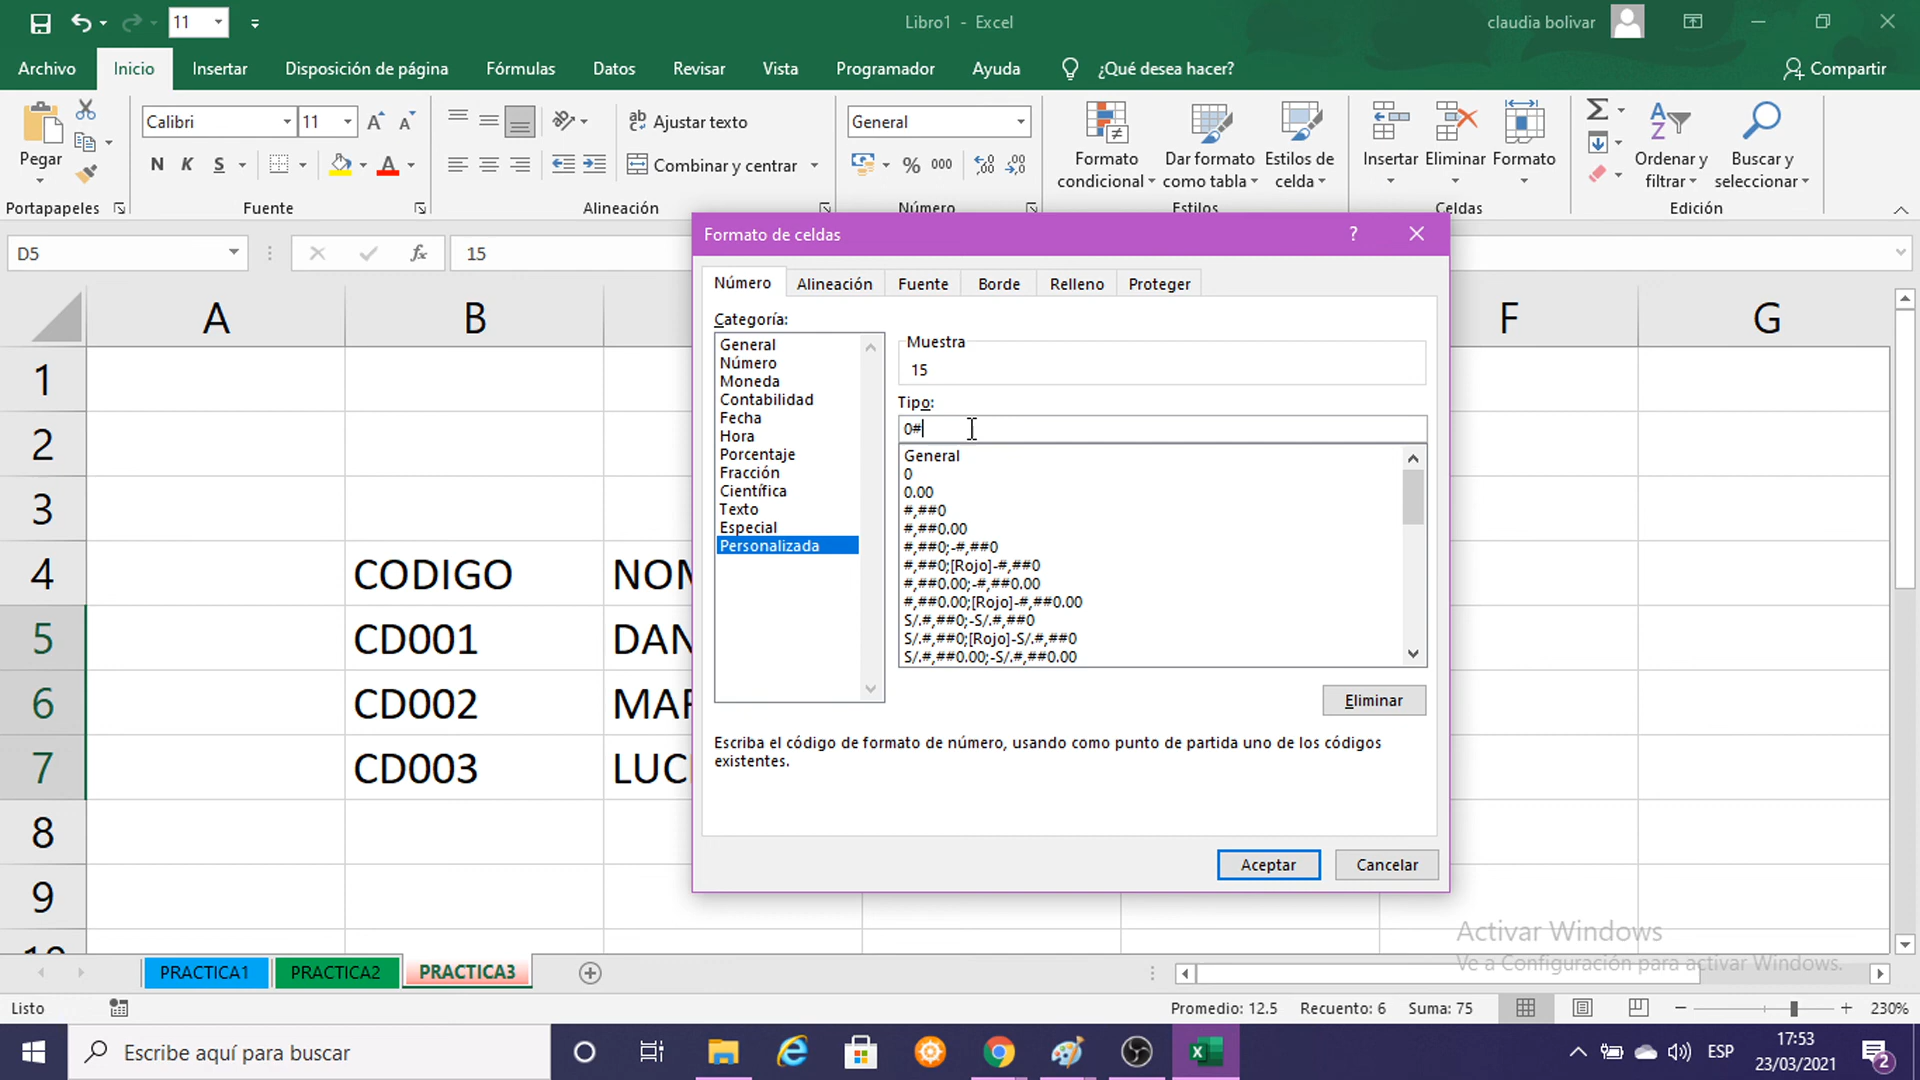 11
Libro1 - Excel
claudia bolivar
Archivo
Inicio
Insertar
Disposición de página
Fórmulas
Datos
Revisar
Vista
Programador
Ayuda
¿Qué desea hacer?
Compartir
Pegar
Portapapeles
Calibri
11
N K S
A
Fuente
Ajustar texto
Combinar y centrar
Alineación
General
% 000
Número
Formato
condicional
Dar formato
como tabla
Estilos de
celda
Estilos
Insertar
Eliminar
Formato
Celdas
Ordenar y
filtrar
Buscar y
seleccionar
Edición
D5
fx
15
A
B
F
G
1
2
3
4
5
6
7
8
9
10
CODIGO
NOM
CD001
DAN
CD002
MAR
CD003
LUCI
Formato de celdas
?
Número
Alineación
Fuente
Borde
Relleno
Proteger
Categoría:
General
Número
Moneda
Contabilidad
Fecha
Hora
Porcentaje
Fracción
Científica
Texto
Especial
Personalizada
Muestra
15
Tipo:
0#
General
0
0.00
#,##0
#,##0.00
#,##0;-#,##0
#,##0;[Rojo]-#,##0
#,##0.00;-#,##0.00
#,##0.00;[Rojo]-#,##0.00
S/.#,##0;-S/.#,##0
S/.#,##0;[Rojo]-S/.#,##0
S/.#,##0.00;-S/.#,##0.00
Eliminar
Escriba el código de formato de número, usando como punto de partida uno de los códigos
existentes.
Aceptar
Cancelar
Activar Windows
Ve a Configuración para activar Windows.
PRACTICA1
PRACTICA2
PRACTICA3
Listo
Promedio: 12.5
Recuento: 6
Suma: 75
230%
Escribe aquí para buscar
ESP
17:53
23/03/2021
2